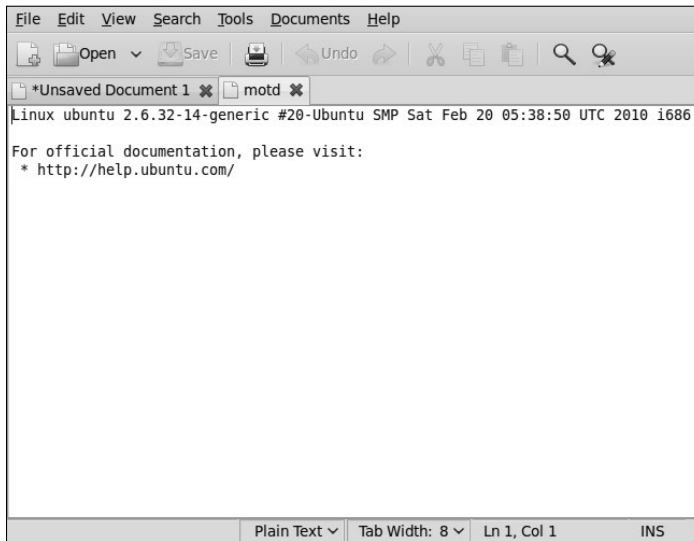 File Edit View Search Tools Documents Help
Open Save Undo
*Unsaved Document 1 motd
Linux ubuntu 2.6.32-14-generic #20-Ubuntu SMP Sat Feb 20 05:38:50 UTC 2010 i686
For official documentation, please visit:
* http://help.ubuntu.com/
Plain Text Tab Width: 8 Ln 1, Col 1 INS